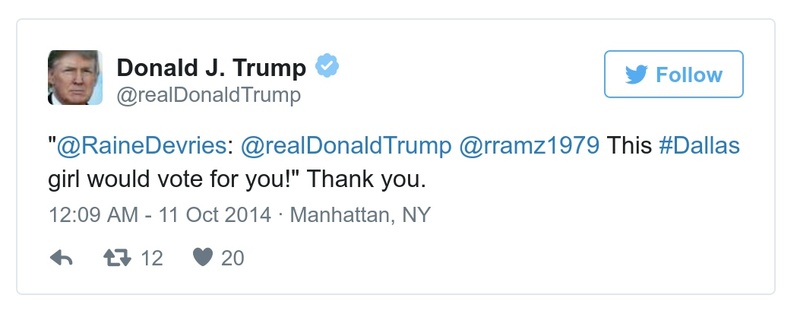 Donald J. Trump
@realDonaldTrump
Follow
"@RaineDevries: @realDonaldTrump @rramz1979 This #Dallas
girl would vote for you!" Thank you.
12:09 AM - 11 Oct 2014 · Manhattan, NY
12 20